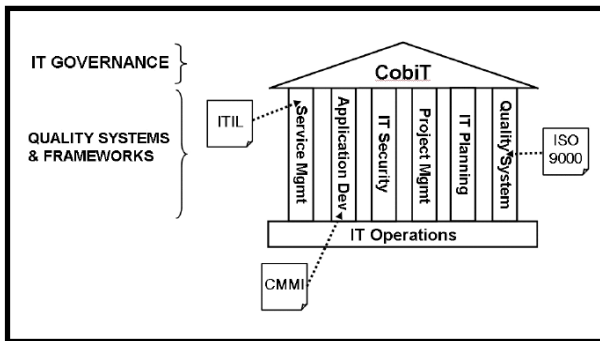 IT GOVERNANCE
CobiT
QUALITY SYSTEMS
& FRAMEWORKS
ITIL
Service Mgmt
Application Dev
IT Security
Project Mgmt
IT Planning
Quality System
ISO
9000
IT Operations
CMMI